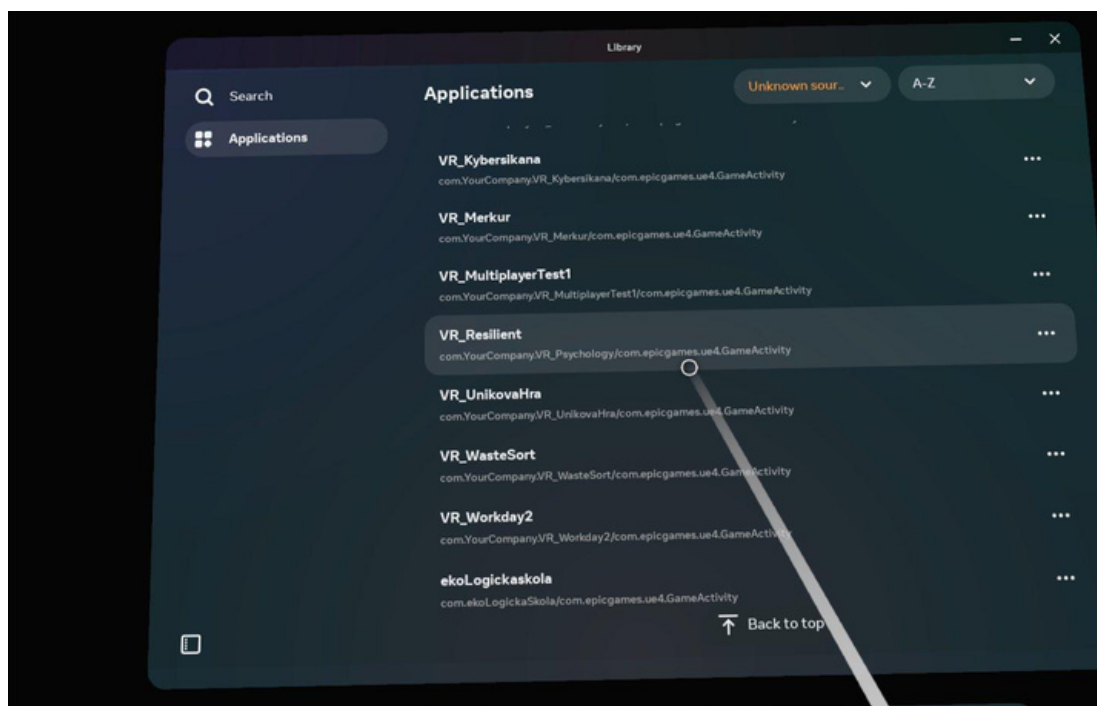 Library
Search
Applications
Applications
Unknown sour..
A-Z
VR_Kybersikana
com.YourCompany.VR_Kybersikana/com.epicgames.ue4.GameActivity
VR_Merkur
com.YourCompany.VR_Merkur/com.epicgames.ue4.GameActivity
VR_MultiplayerTest1
com.YourCompany.VR_MultiplayerTest1/com.epicgames.ue4.GameActivity
VR_Resilient
com.YourCompany.VR_Psychology/com.epicgames.ue4.GameActivity
VR_UnikovaHra
com.YourCompany.VR_UnikovaHra/com.epicgames.ue4.GameActivity
VR_WasteSort
com.YourCompany.VR_WasteSort/com.epicgames.ue4.GameActivity
VR_Workday2
com.YourCompany.VR_Workday2/com.epicgames.ue4.GameActivity
ekoLogickaskola
com.ekoLogickaSkola/com.epicgames.ue4.GameActivity
Back to top